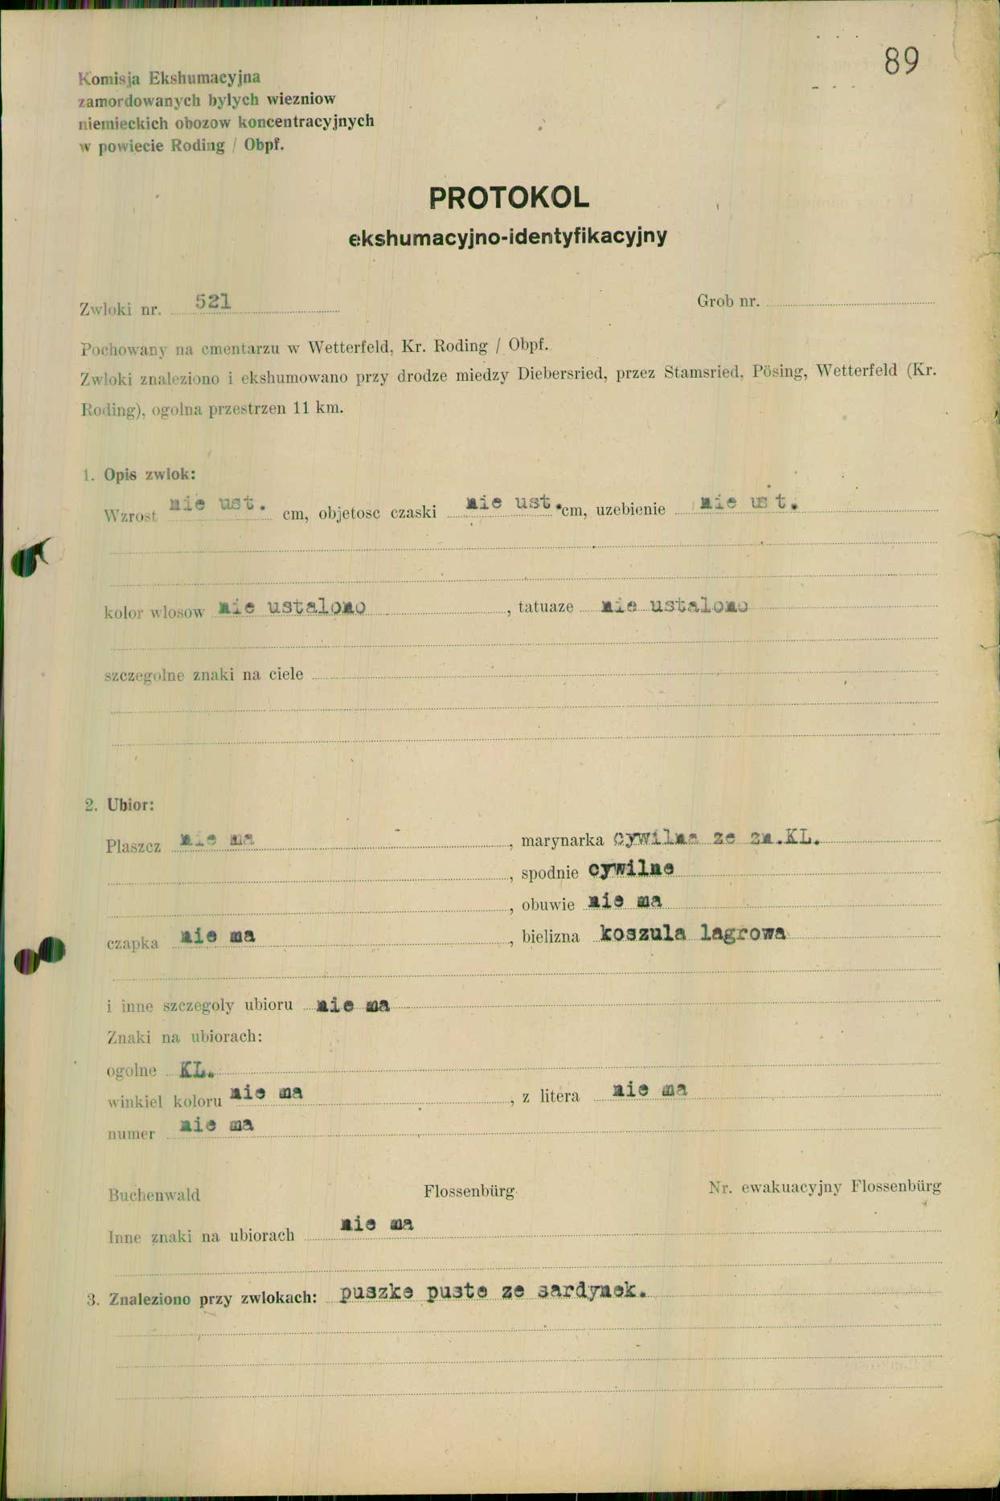 89
Komisja Ekshumacyjna
zamordowanych bylych wiezniow
niemieckich obozow koncentracyjnych
w powiecie Roding / Obpf.
PROTOKOL
ekshumacyjno-identyfikacyjny
Zwloki nr. 521 Grob nr.
Pochowany na cmentarzu w Wetterfeld, Kr. Roding / Obpf.
Zwloki znaleziono i ekshumowano przy drodze miedzy Diebersried, przez Stamsried, Pösing, Wetterfeld (Kr.
Roding), ogolna przestrzen 11 km.
1. Opis zwlok:
Wzrost nie ust. cm, objetosc czaski nie ust. cm, uzebienie nie ust.
kolor wlosow nie ustalono, tatuaze nie ustalono
szczegolne znaki na ciele
2. Ubior:
Plaszcz nie ma, marynarka cywilna ze zn.KL.
, spodnie cywilne
, obuwie nie ma
czapka nie ma, bielizna koszula lagrowa
i inne szczegoly ubioru nie ma
Znaki na ubiorach:
ogolne KL.
winkiel koloru nie ma, z litera nie ma
numer nie ma
Buchenwald Flossenbürg Nr. ewakuacyjny Flossenbürg
Inne znaki na ubiorach nie ma
3. Znaleziono przy zwlokach: puszke puste ze sardynek.